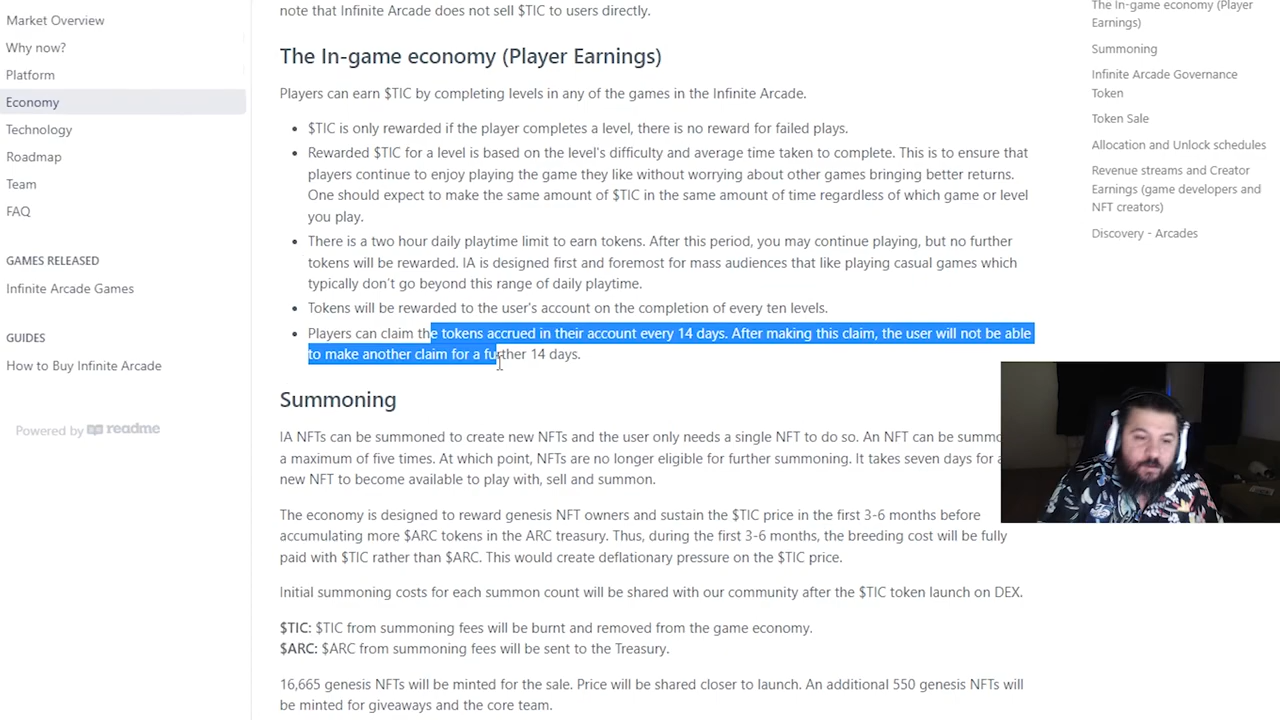 Market Overview
Why now?
Platform
Economy
Technology
Roadmap
Team
FAQ
GAMES RELEASED
Infinite Arcade Games
GUIDES
How to Buy Infinite Arcade
Powered by readme
note that Infinite Arcade does not sell $TIC to users directly.
The In-game economy (Player Earnings)
Players can earn $TIC by completing levels in any of the games in the Infinite Arcade.
• $TIC is only rewarded if the player completes a level, there is no reward for failed plays.
• Rewarded $TIC for a level is based on the level's difficulty and average time taken to complete. This is to ensure that
players continue to enjoy playing the game they like without worrying about other games bringing better returns.
One should expect to make the same amount of $TIC in the same amount of time regardless of which game or level
you play.
• There is a two hour daily playtime limit to earn tokens. After this period, you may continue playing, but no further
tokens will be rewarded. IA is designed first and foremost for mass audiences that like playing casual games which
typically don't go beyond this range of daily playtime.
• Tokens will be rewarded to the user's account on the completion of every ten levels.
• Players can claim the tokens accrued in their account every 14 days. After making this claim, the user will not be able
to make another claim for a further 14 days.
Summoning
IA NFTs can be summoned to create new NFTs and the user only needs a single NFT to do so. An NFT can be
a maximum of five times. At which point, NFTs are no longer eligible for further summoning. It takes seven days for
new NFT to become available to play with, sell and summon.
The economy is designed to reward genesis NFT owners and sustain the $TIC price in the first 3-6 months before
accumulating more $ARC tokens in the ARC treasury. Thus, during the first 3-6 months, the breeding cost will be fully
paid with $TIC rather than $ARC. This would create deflationary pressure on the $TIC price.
Initial summoning costs for each summon count will be shared with our community after the $TIC token launch on DEX.
$TIC: $TIC from summoning fees will be burnt and removed from the game economy.
$ARC: $ARC from summoning fees will be sent to the Treasury.
16,665 genesis NFTs will be minted for the sale. Price will be shared closer to launch. An additional 550 genesis NFTs will
be minted for giveaways and the core team.
The In-game economy (Player
Earnings)
Summoning
Infinite Arcade Governance
Token
Token Sale
Allocation and Unlock schedules
Revenue streams and Creator
Earnings (game developers and
NFT creators)
Discovery - Arcades